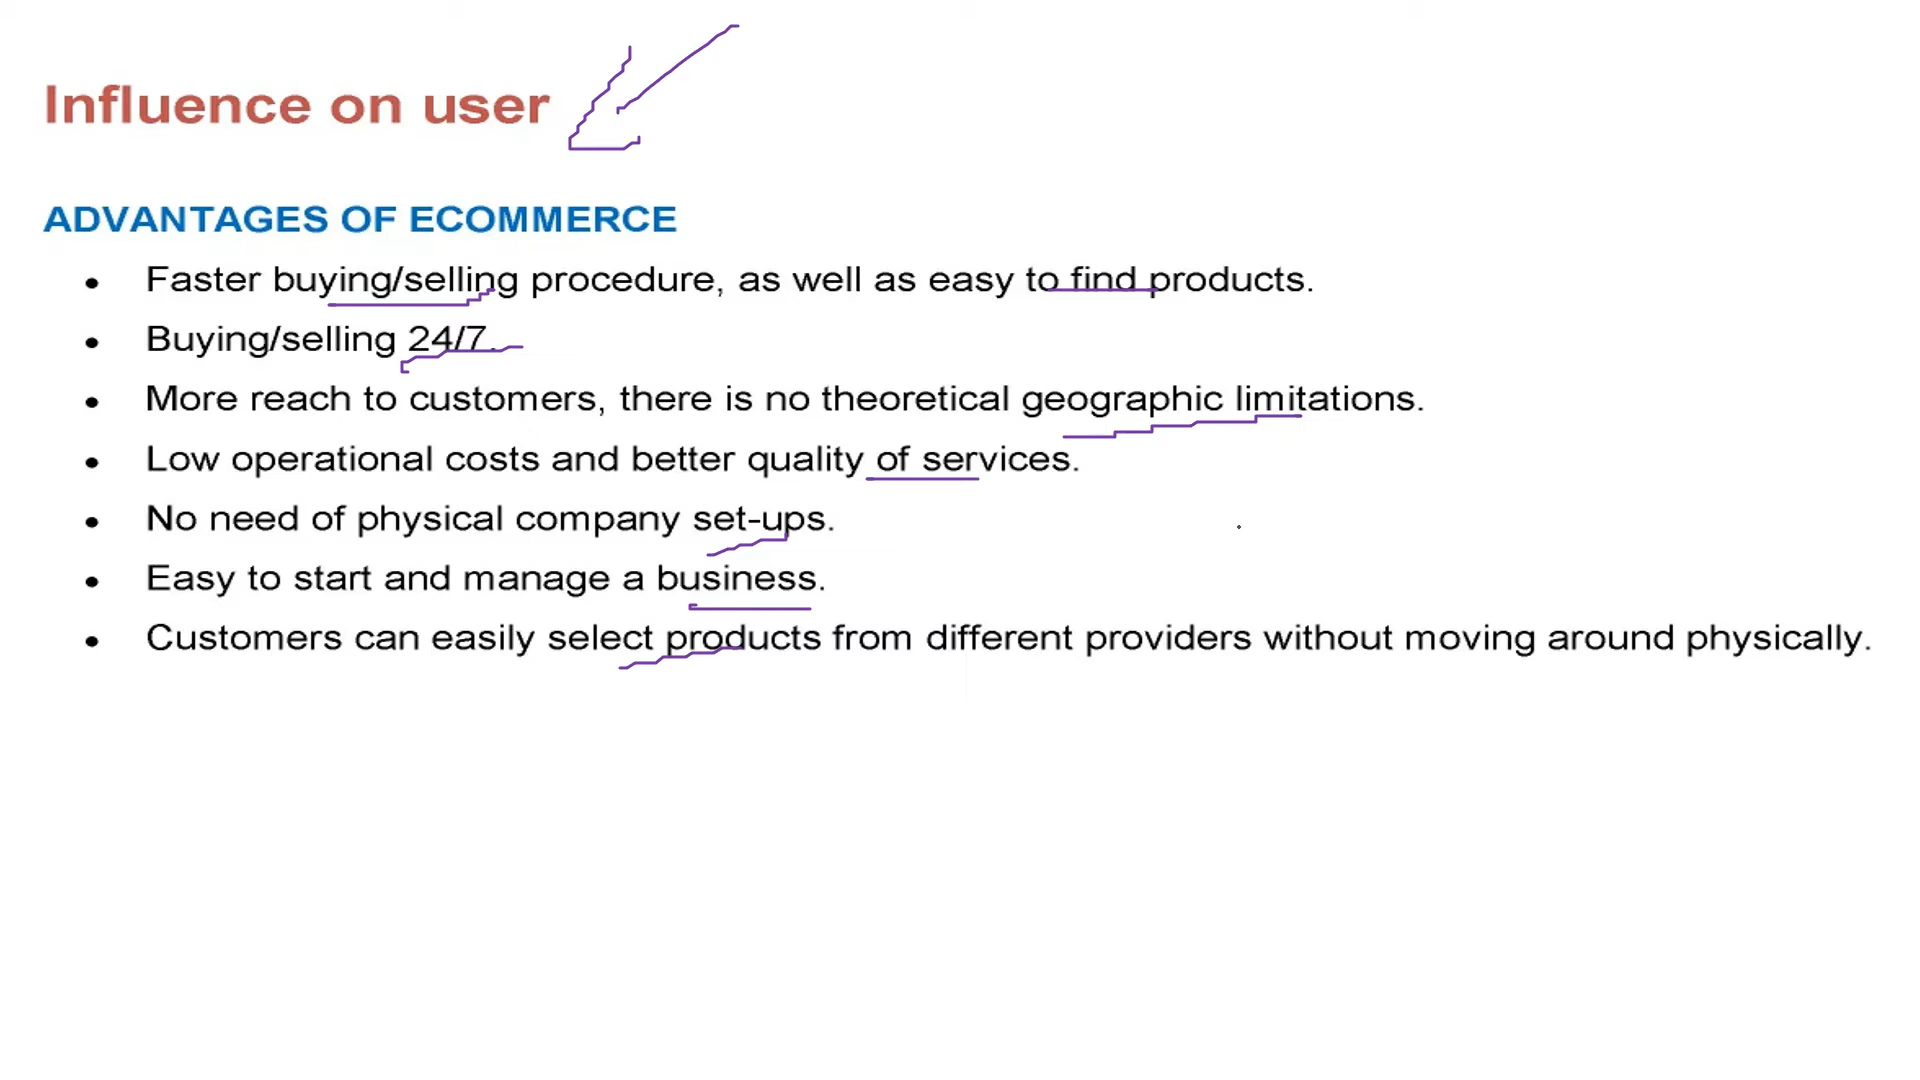 Influence on user
ADVANTAGES OF ECOMMERCE
• Faster buying/selling procedure, as well as easy to find products.
• Buying/selling 24/7.
• More reach to customers, there is no theoretical geographic limitations.
• Low operational costs and better quality of services.
• No need of physical company set-ups.
• Easy to start and manage a business.
• Customers can easily select products from different providers without moving around physically.